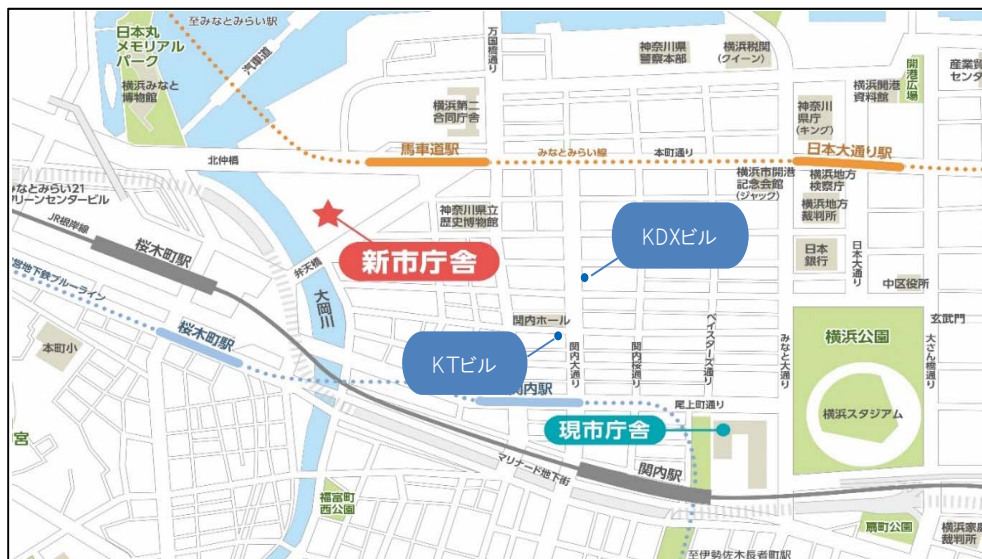 至みなとみらい駅
日本丸
メモリアル
パーク
汽車道
横浜みなと
博物館
万国橋通り
横浜第二
合同庁舎
神奈川県
警察本部
横浜税関
(クイーン)
開港広場
産業貿
センタ
横浜開港
資料館
神奈川
県庁
(キング)
北仲橋
馬車道駅
みなとみらい線
本町通り
日本大通り駅
横浜市開港
記念会館
(ジャック)
横浜地方
検察庁
横浜地方
裁判所
みなとみらい21
クリーンセンタービル
JR根岸線
桜木町駅
神奈川県立
歴史博物館
新市庁舎
弁天橋
大岡川
KDXビル
日本
銀行
日本大通り
中区役所
営地下鉄ブルーライン
桜木町駅
本町小
関内ホール
KTビル
関内大通り
関内桜通り
ベイスターズ通り
みなと大通り
横浜公園
玄武門
大さん橋通り
横浜スタジアム
関内駅
尾上町通り
現市庁舎
マリナード地下街
関内駅
宮
福富町
西公園
扇町公園
横浜家庭
裁判所
至伊勢佐木長者町駅